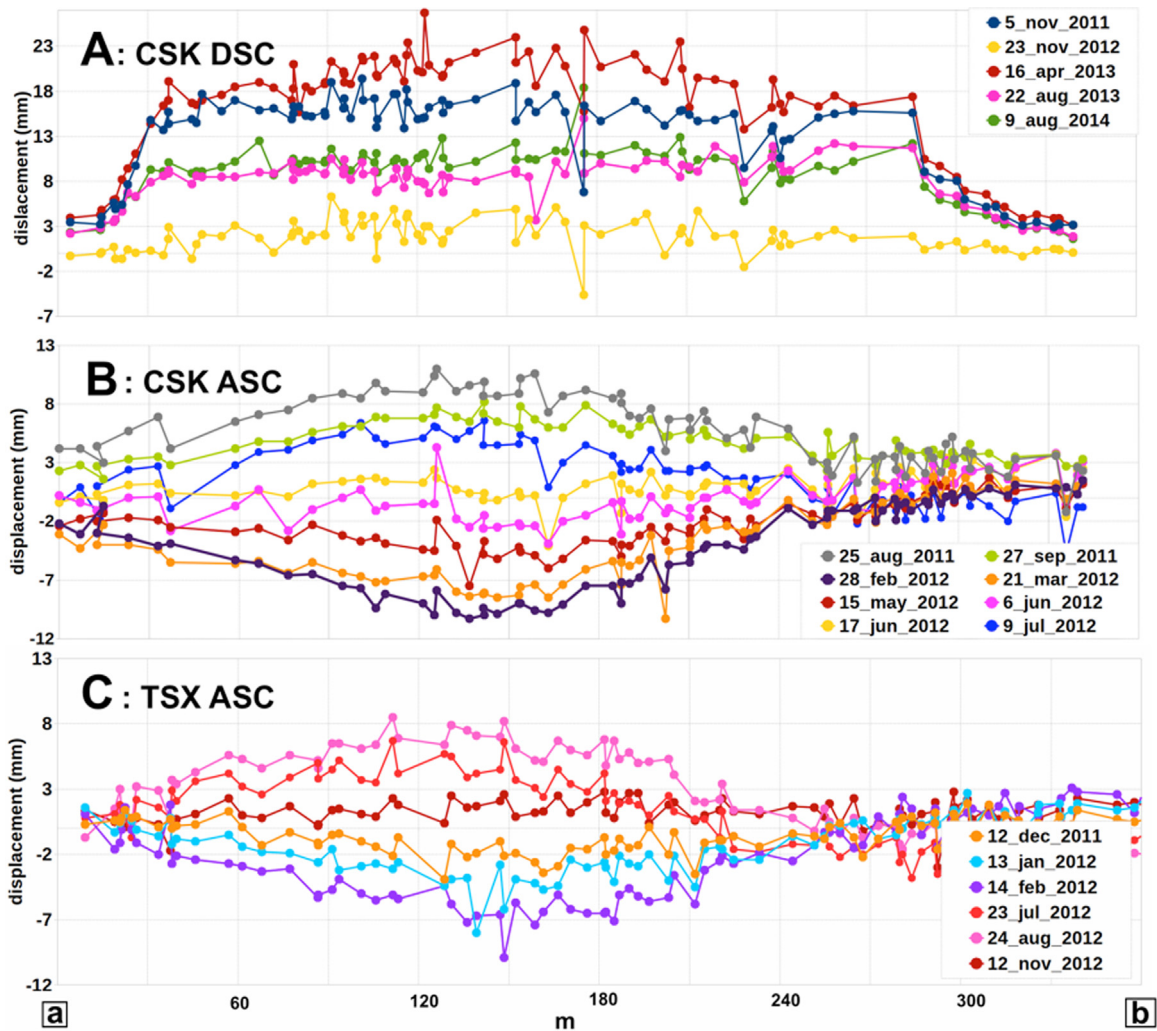 A: CSK DSC
dislacement (mm)
23
18
13
8
3
-2
-7
5_nov_2011
23_nov_2012
16_apr_2013
22_aug_2013
9_aug_2014
B : CSK ASC
displacement (mm)
13
8
3
-2
-7
-12
25_aug_2011 27_sep_2011
28_feb_2012 21_mar_2012
15_may_2012 6_jun_2012
17_jun_2012 9_jul_2012
C : TSX ASC
displacement (mm)
13
8
3
-2
-7
-12
12_dec_2011
13_jan_2012
14_feb_2012
23_jul_2012
24_aug_2012
12_nov_2012
a 60 120 180 240 300 b
m